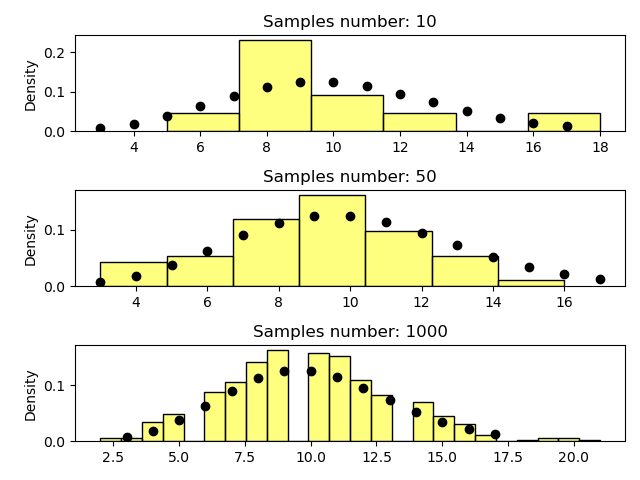 Samples number: 10
0.2
0.1
0.0
Density
4 6 8 10 12 14 16 18
Samples number: 50
0.1
0.0
Density
4 6 8 10 12 14 16
Samples number: 1000
0.1
0.0
Density
2.5 5.0 7.5 10.0 12.5 15.0 17.5 20.0